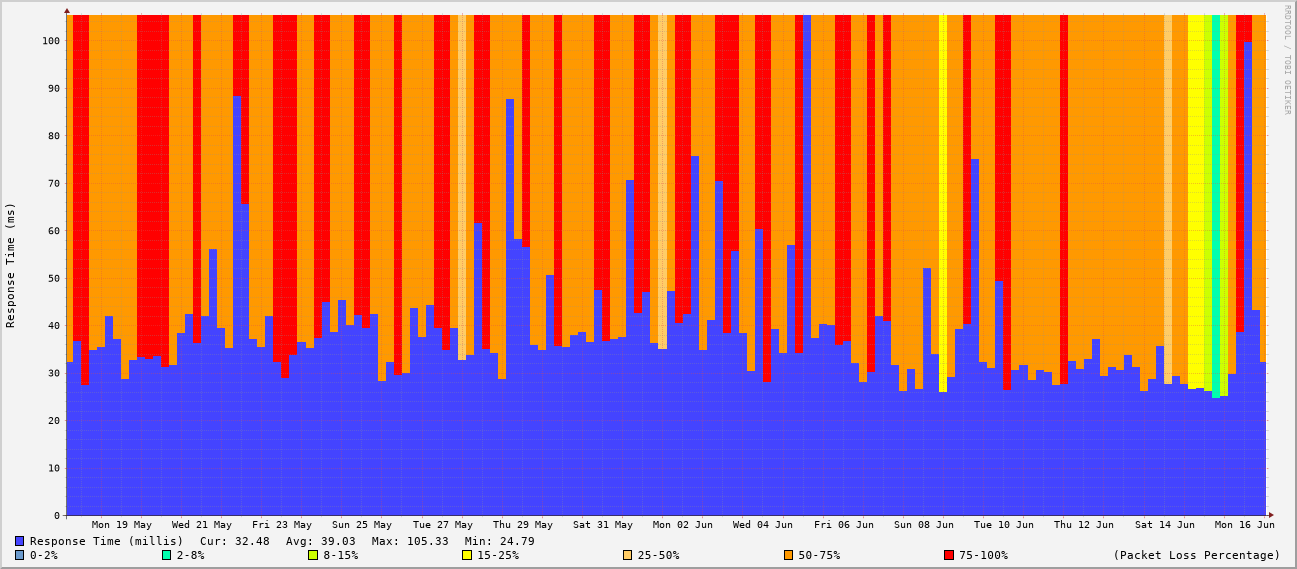 RRDTOOL / TOBI OETIKER
Response Time (ms)
100
90
80
70
60
50
40
30
20
10
0
Mon 19 May Wed 21 May Fri 23 May Sun 25 May Tue 27 May Thu 29 May Sat 31 May Mon 02 Jun Wed 04 Jun Fri 06 Jun Sun 08 Jun Tue 10 Jun Thu 12 Jun Sat 14 Jun Mon 16 Jun
Response Time (millis) Cur: 32.48 Avg: 39.03 Max: 105.33 Min: 24.79
0-2% 2-8% 8-15% 15-25% 25-50% 50-75% 75-100% (Packet Loss Percentage)